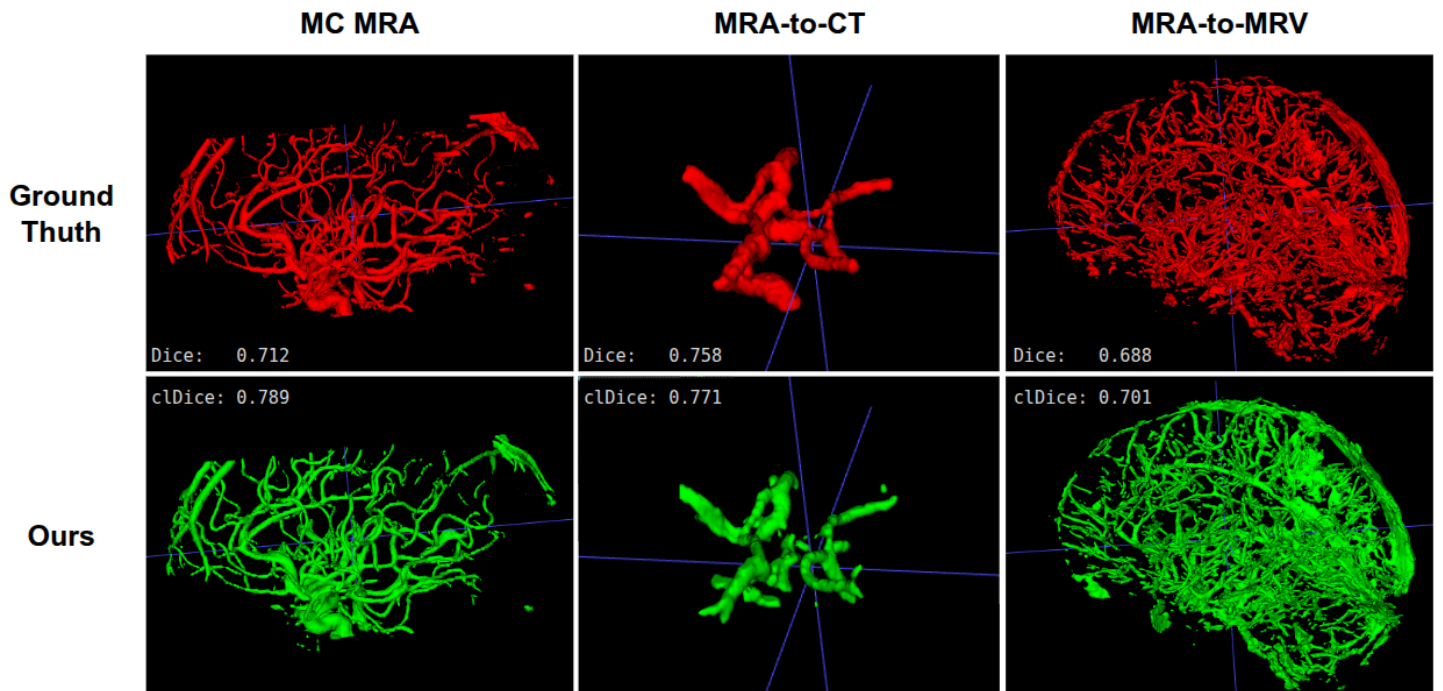 MC MRA
MRA-to-CT
MRA-to-MRV
Ground
Thuth
Dice: 0.712
Dice: 0.758
Dice: 0.688
clDice: 0.789
clDice: 0.771
clDice: 0.701
Ours